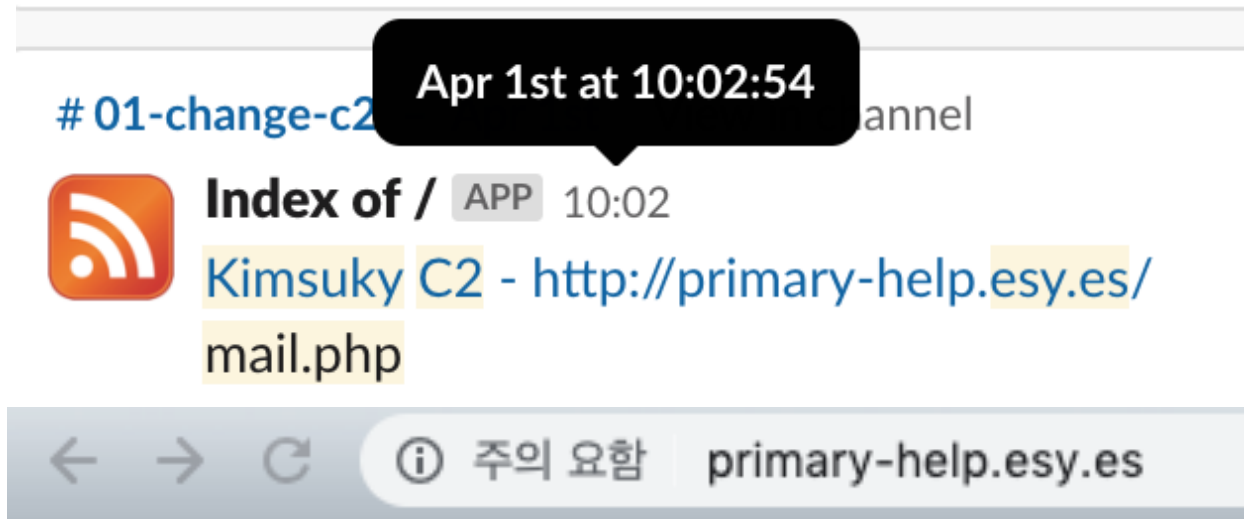 Apr 1st at 10:02:54
# 01-change-c2 annel
Index of / APP 10:02
Kimsuky C2 - http://primary-help.esy.es/
mail.php
주의 요함 primary-help.esy.es